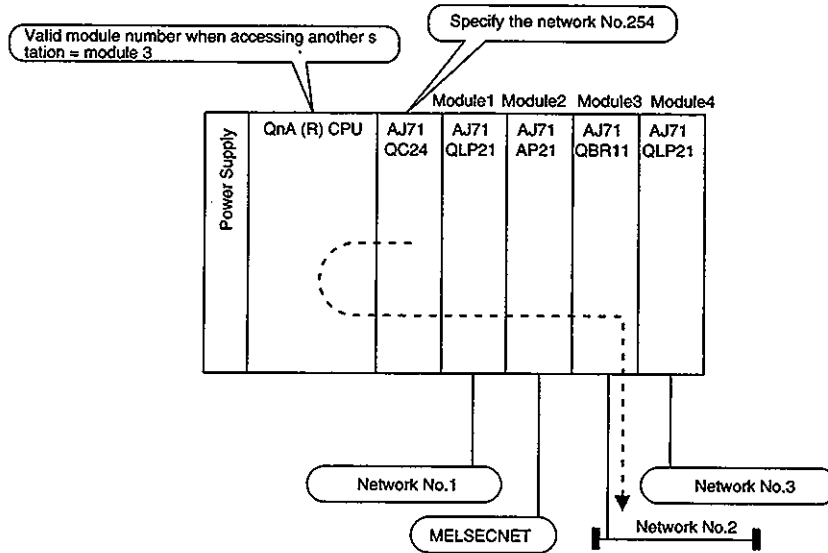 Specify the network No.254
Valid module number when accessing another s
tation = module 3
Module1 Module2 Module3 Module4
Power Supply
QnA (R) CPU
AJ71
QC24
AJ71
QLP21
AJ71
AP21
AJ71
QBR11
AJ71
QLP21
Network No.1
Network No.3
MELSECNET
Network No.2